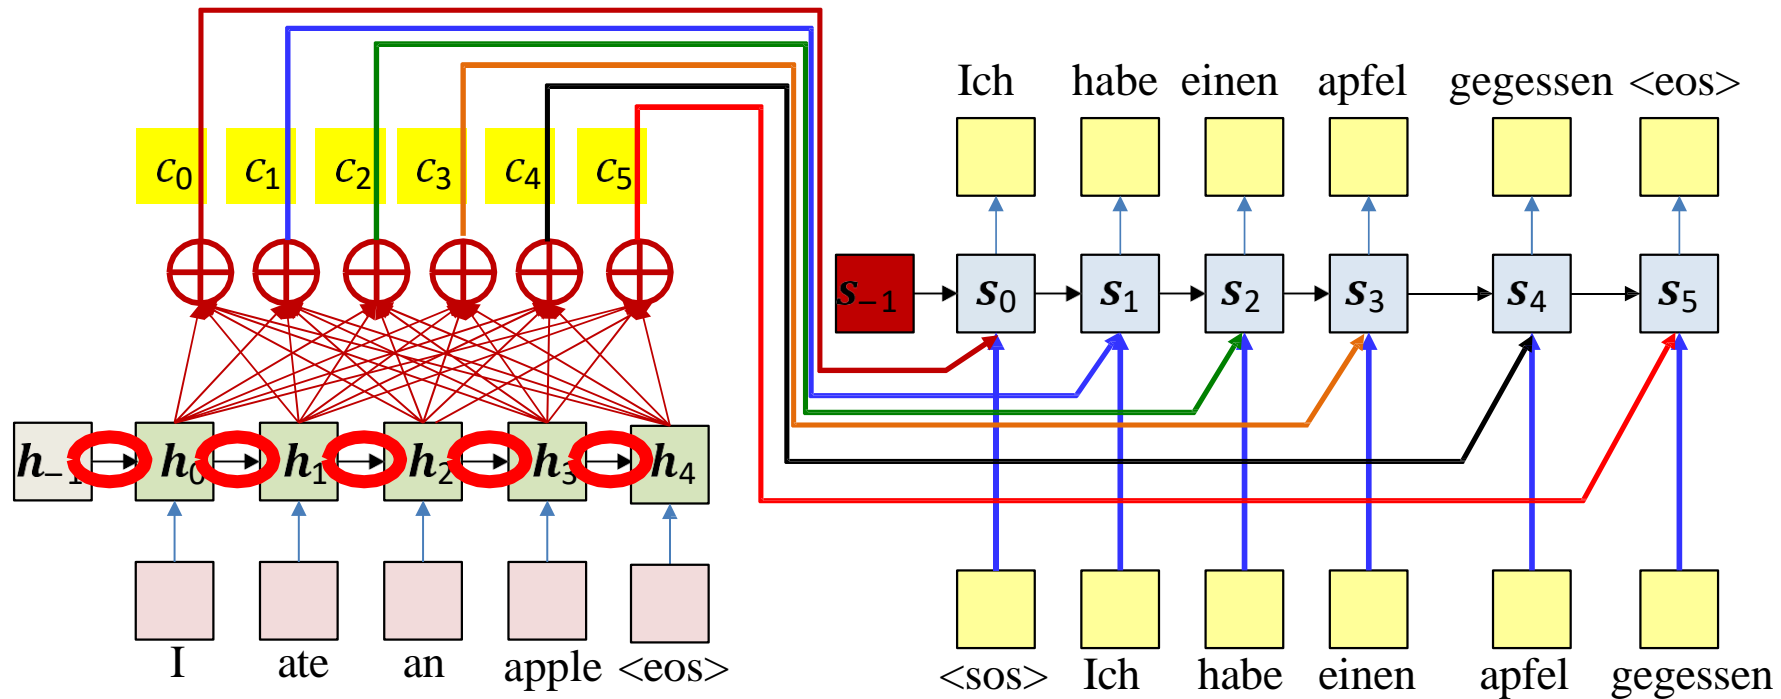 Ich habe einen apfel gegessen <eos>
c0 c1 c2 c3 c4 c5
s−1 s0 s1 s2 s3 s4 s5
h−1 h0 h1 h2 h3 h4
I ate an apple <eos>
<sos> Ich habe einen apfel gegessen